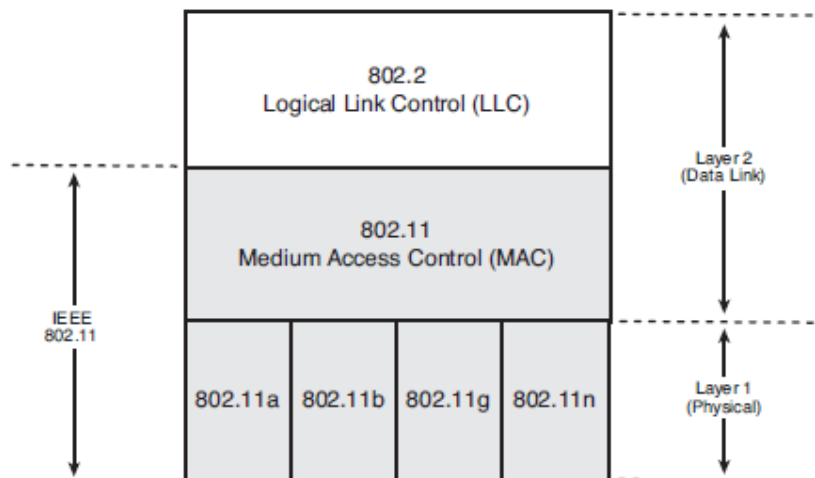 802.2
Logical Link Control (LLC)
Layer 2
(Data Link)
802.11
Medium Access Control (MAC)
IEEE
802.11
802.11a
802.11b
802.11g
802.11n
Layer 1
(Physical)